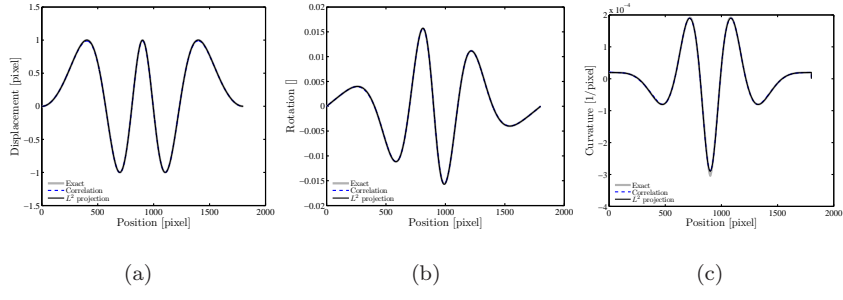 1.5
1
0.5
0
-0.5
-1
-1.5
Displacement [pixel]
Exact
Correlation
L² projection
0 500 1000 1500 2000
Position [pixel]
(a)
0.02
0.015
0.01
0.005
0.00
-0.005
-0.01
-0.015
-0.02
Rotation []
Exact
Correlation
L² projection
0 500 1000 1500 2000
Position [pixel]
(b)
2 x 10⁻⁴
1
0
-1
-2
-3
-4
Curvature [1/pixel]
Exact
Correlation
L² projection
0 500 1000 1500 2000
Position [pixel]
(c)